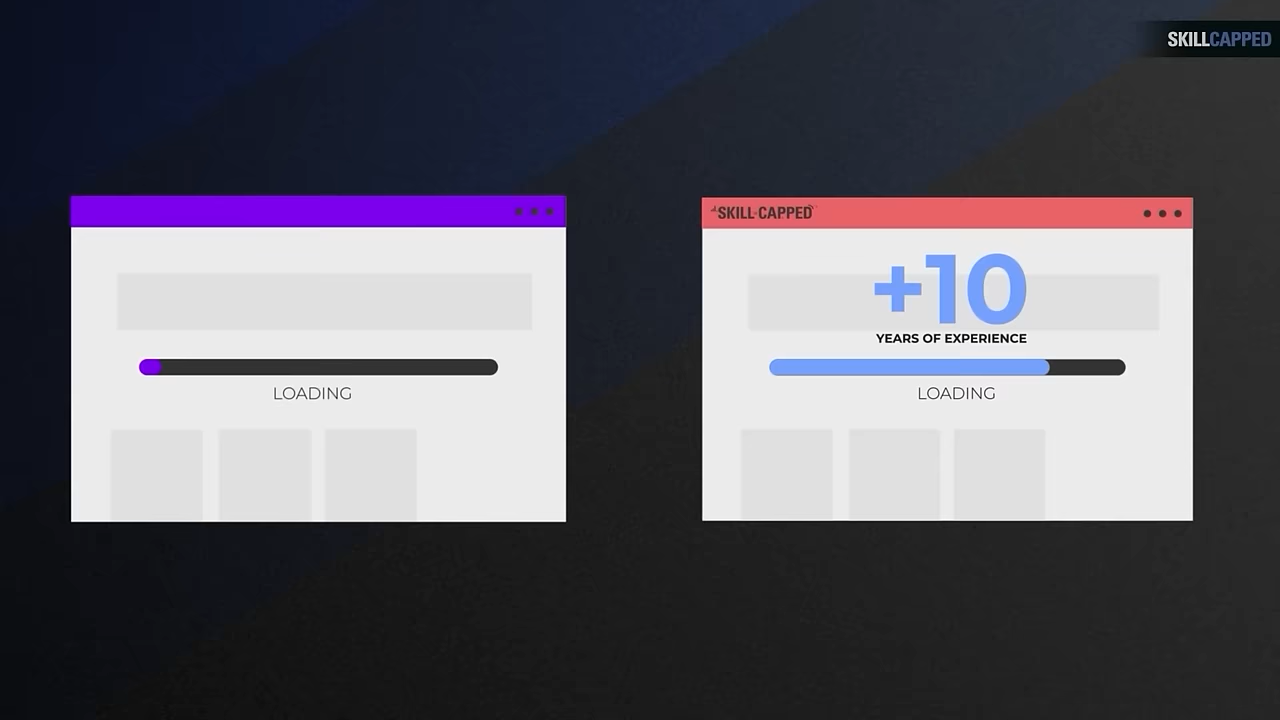 SKILLCAPPED
SKILL CAPPED
+10
YEARS OF EXPERIENCE
LOADING
LOADING